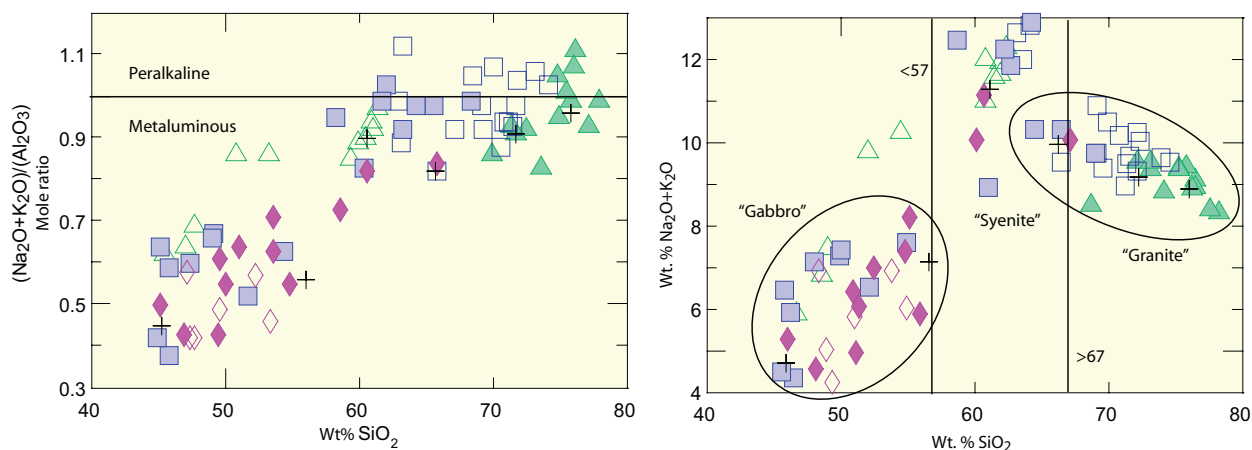 (Na2O+K2O)/(Al2O3)
Mole ratio
1.1
0.9
0.7
0.5
0.3
Peralkaline
Metaluminous
40
50
60
70
80
Wt% SiO2
Wt. % Na2O+K2O
12
10
8
6
4
<57
>67
"Gabbro"
"Syenite"
"Granite"
40
50
60
70
80
Wt. % SiO2